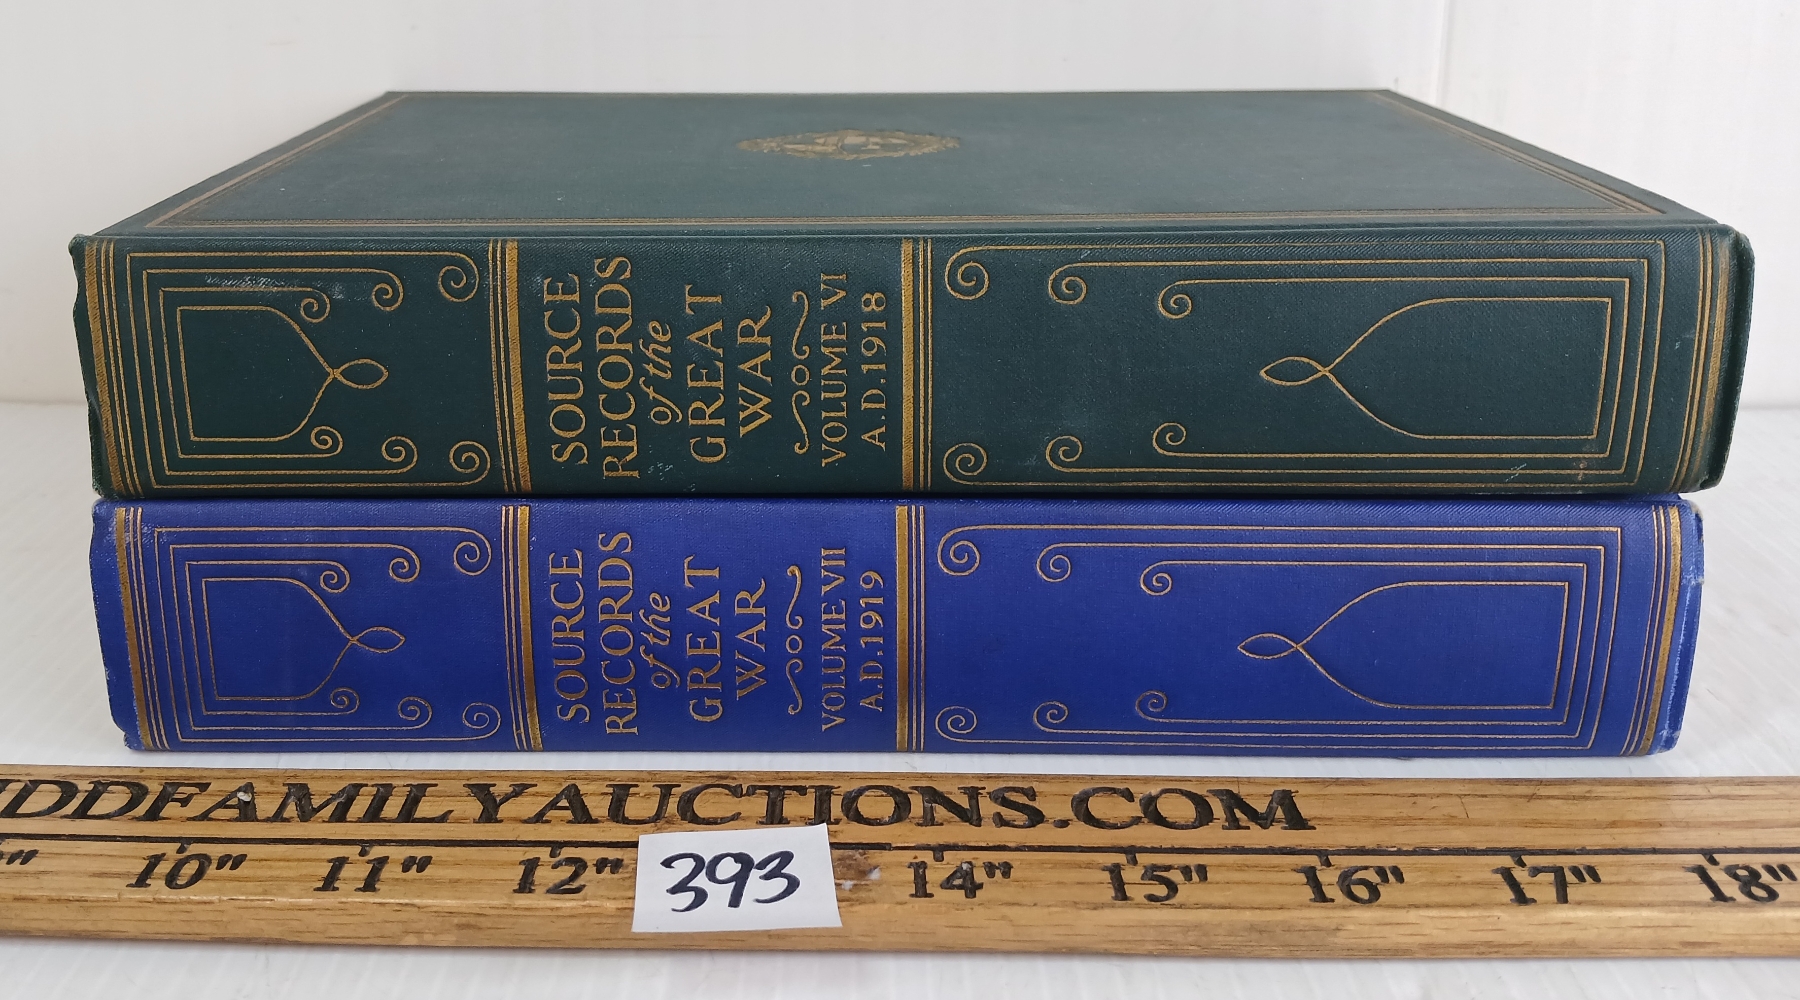 SOURCE
RECORDS
of the
GREAT
WAR
VOLUME VI
A.D. 1918
SOURCE
RECORDS
of the
GREAT
WAR
VOLUME VII
A.D. 1919
DDFAMILYAUCTIONS.COM
10" 11" 12" 14" 15" 16" 17" 18"
393